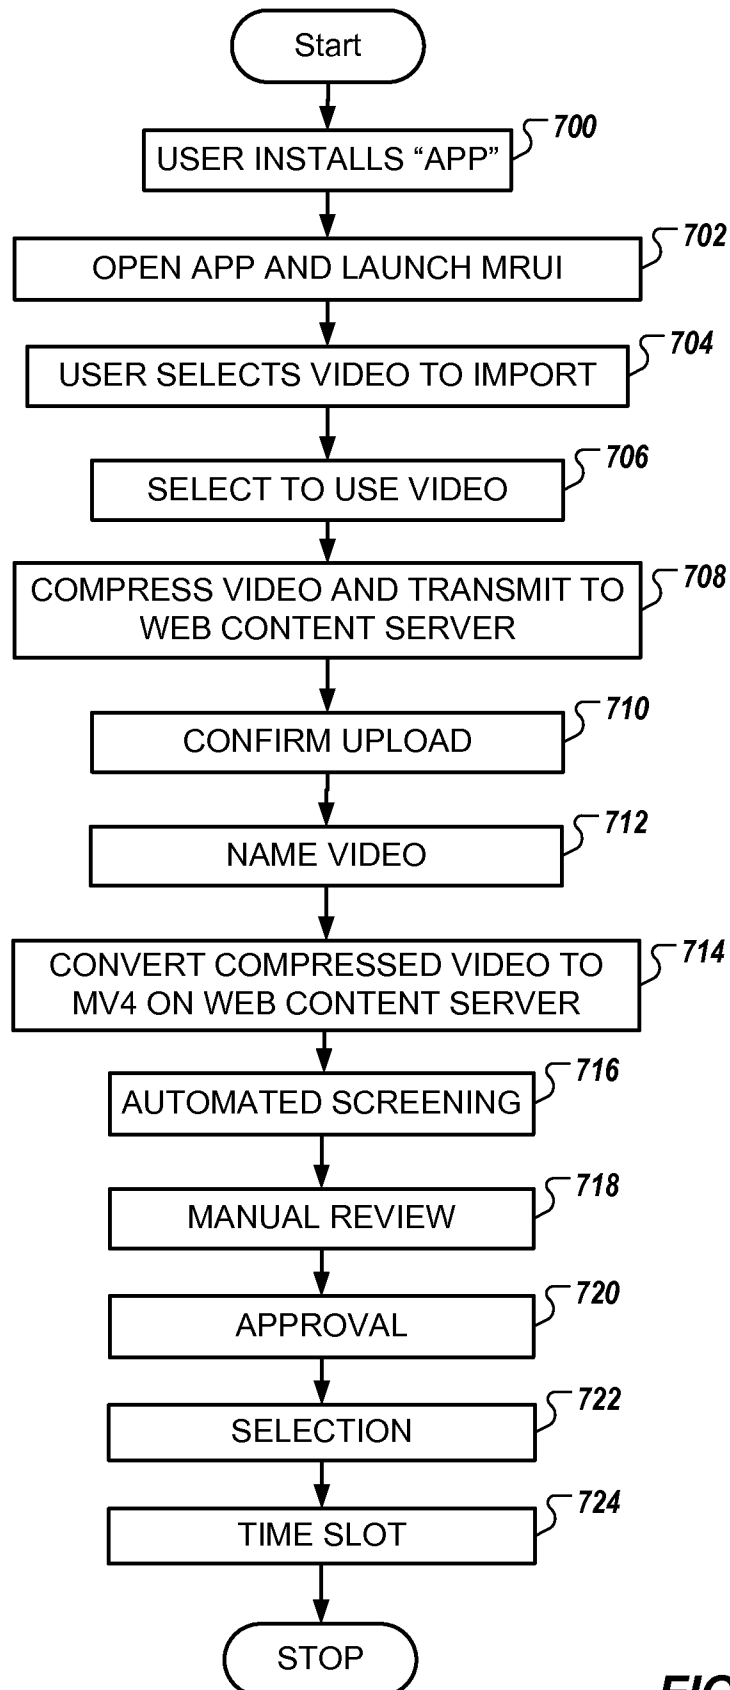 Start
USER INSTALLS “APP”
700
OPEN APP AND LAUNCH MRUI
702
USER SELECTS VIDEO TO IMPORT
704
SELECT TO USE VIDEO
706
COMPRESS VIDEO AND TRANSMIT TO
WEB CONTENT SERVER
708
CONFIRM UPLOAD
710
NAME VIDEO
712
CONVERT COMPRESSED VIDEO TO
MV4 ON WEB CONTENT SERVER
714
AUTOMATED SCREENING
716
MANUAL REVIEW
718
APPROVAL
720
SELECTION
722
TIME SLOT
724
STOP